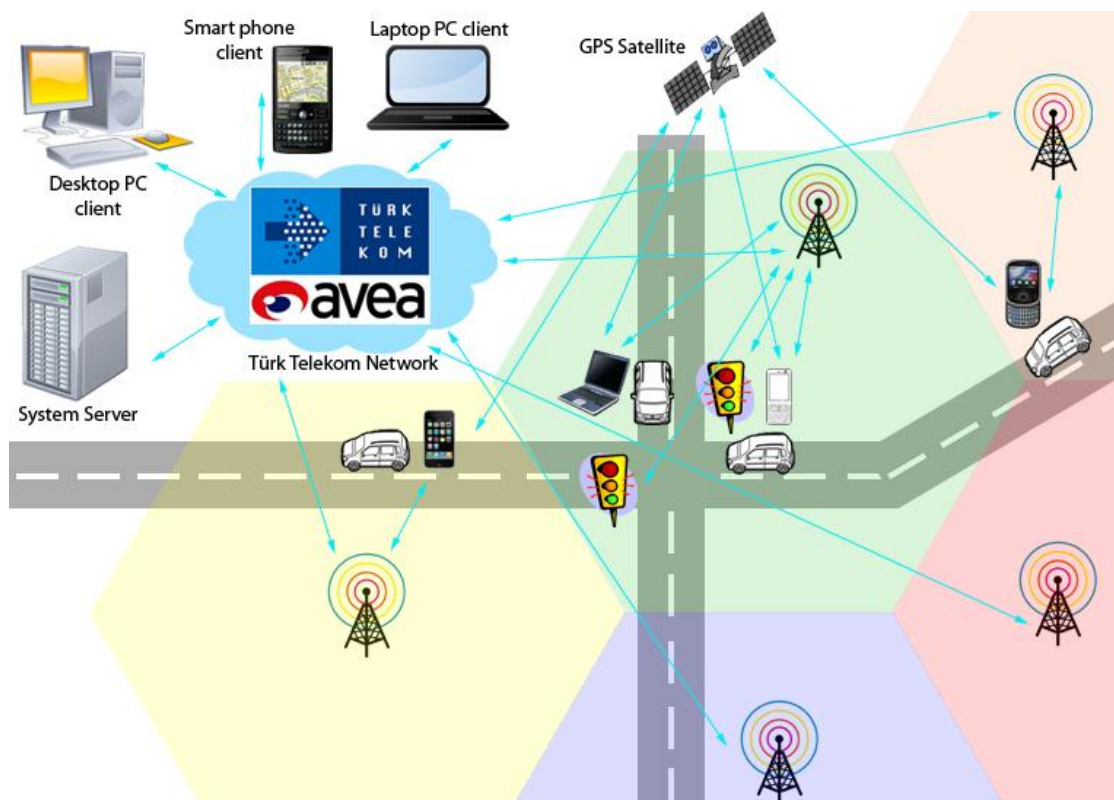 Smart phone
client
Laptop PC client
GPS Satellite
Desktop PC
client
TÜRK
TELE
KOM
avea
Türk Telekom Network
System Server